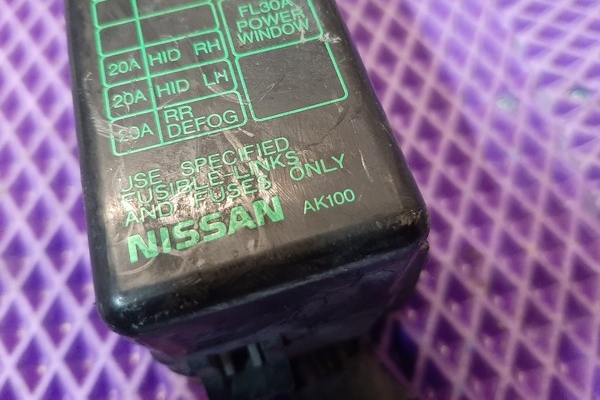 FL30A
POWER
WINDOW
20A HID RH
20A HID LH
20A RR
DEFOG
USE SPECIFIED
FUSIBLE-LINKS
AND FUSES ONLY
NISSAN AK100